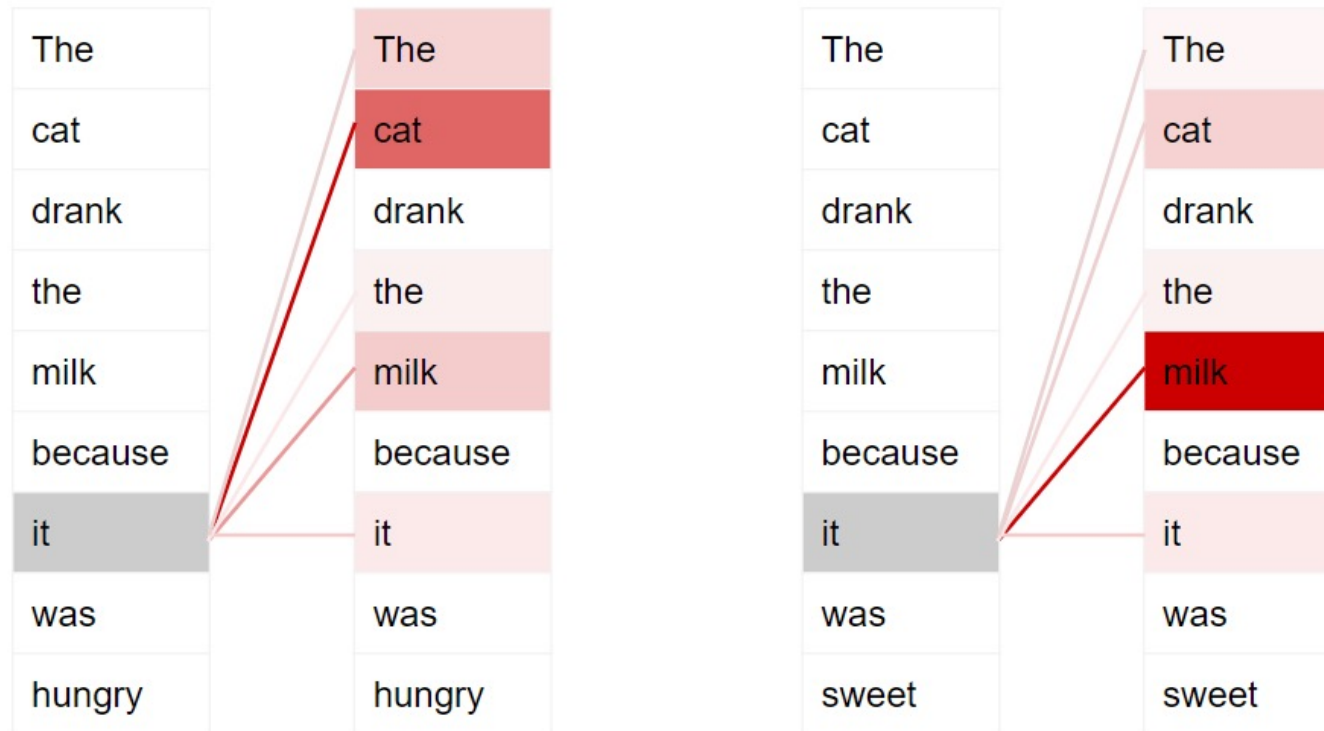 The The The The
cat cat cat cat
drank drank drank drank
the the the the
milk milk milk milk
because because because because
it it it it
was was was was
hungry hungry sweet sweet